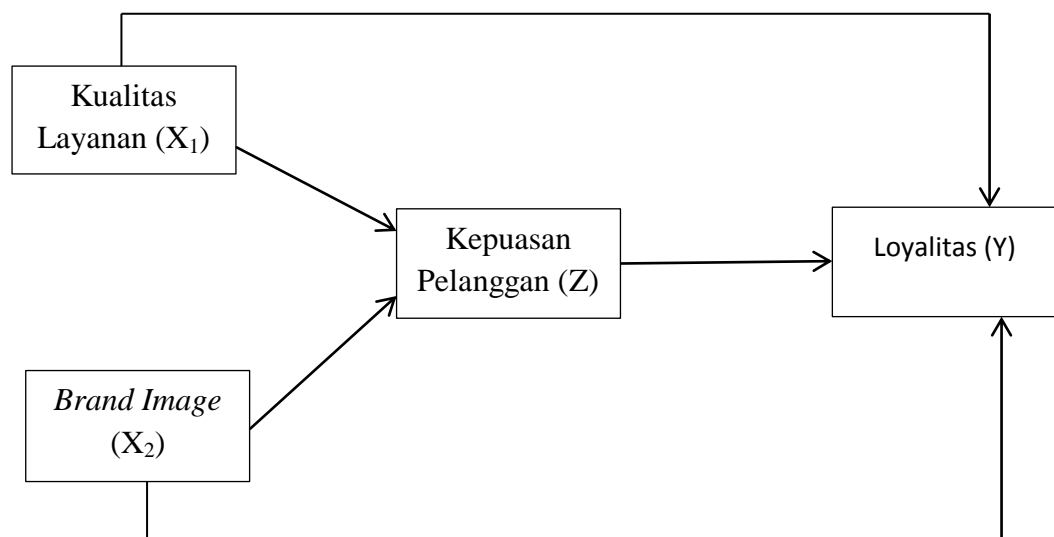 Kualitas
Layanan (X₁)
Kepuasan
Pelanggan (Z)
Loyalitas (Y)
Brand Image
(X₂)